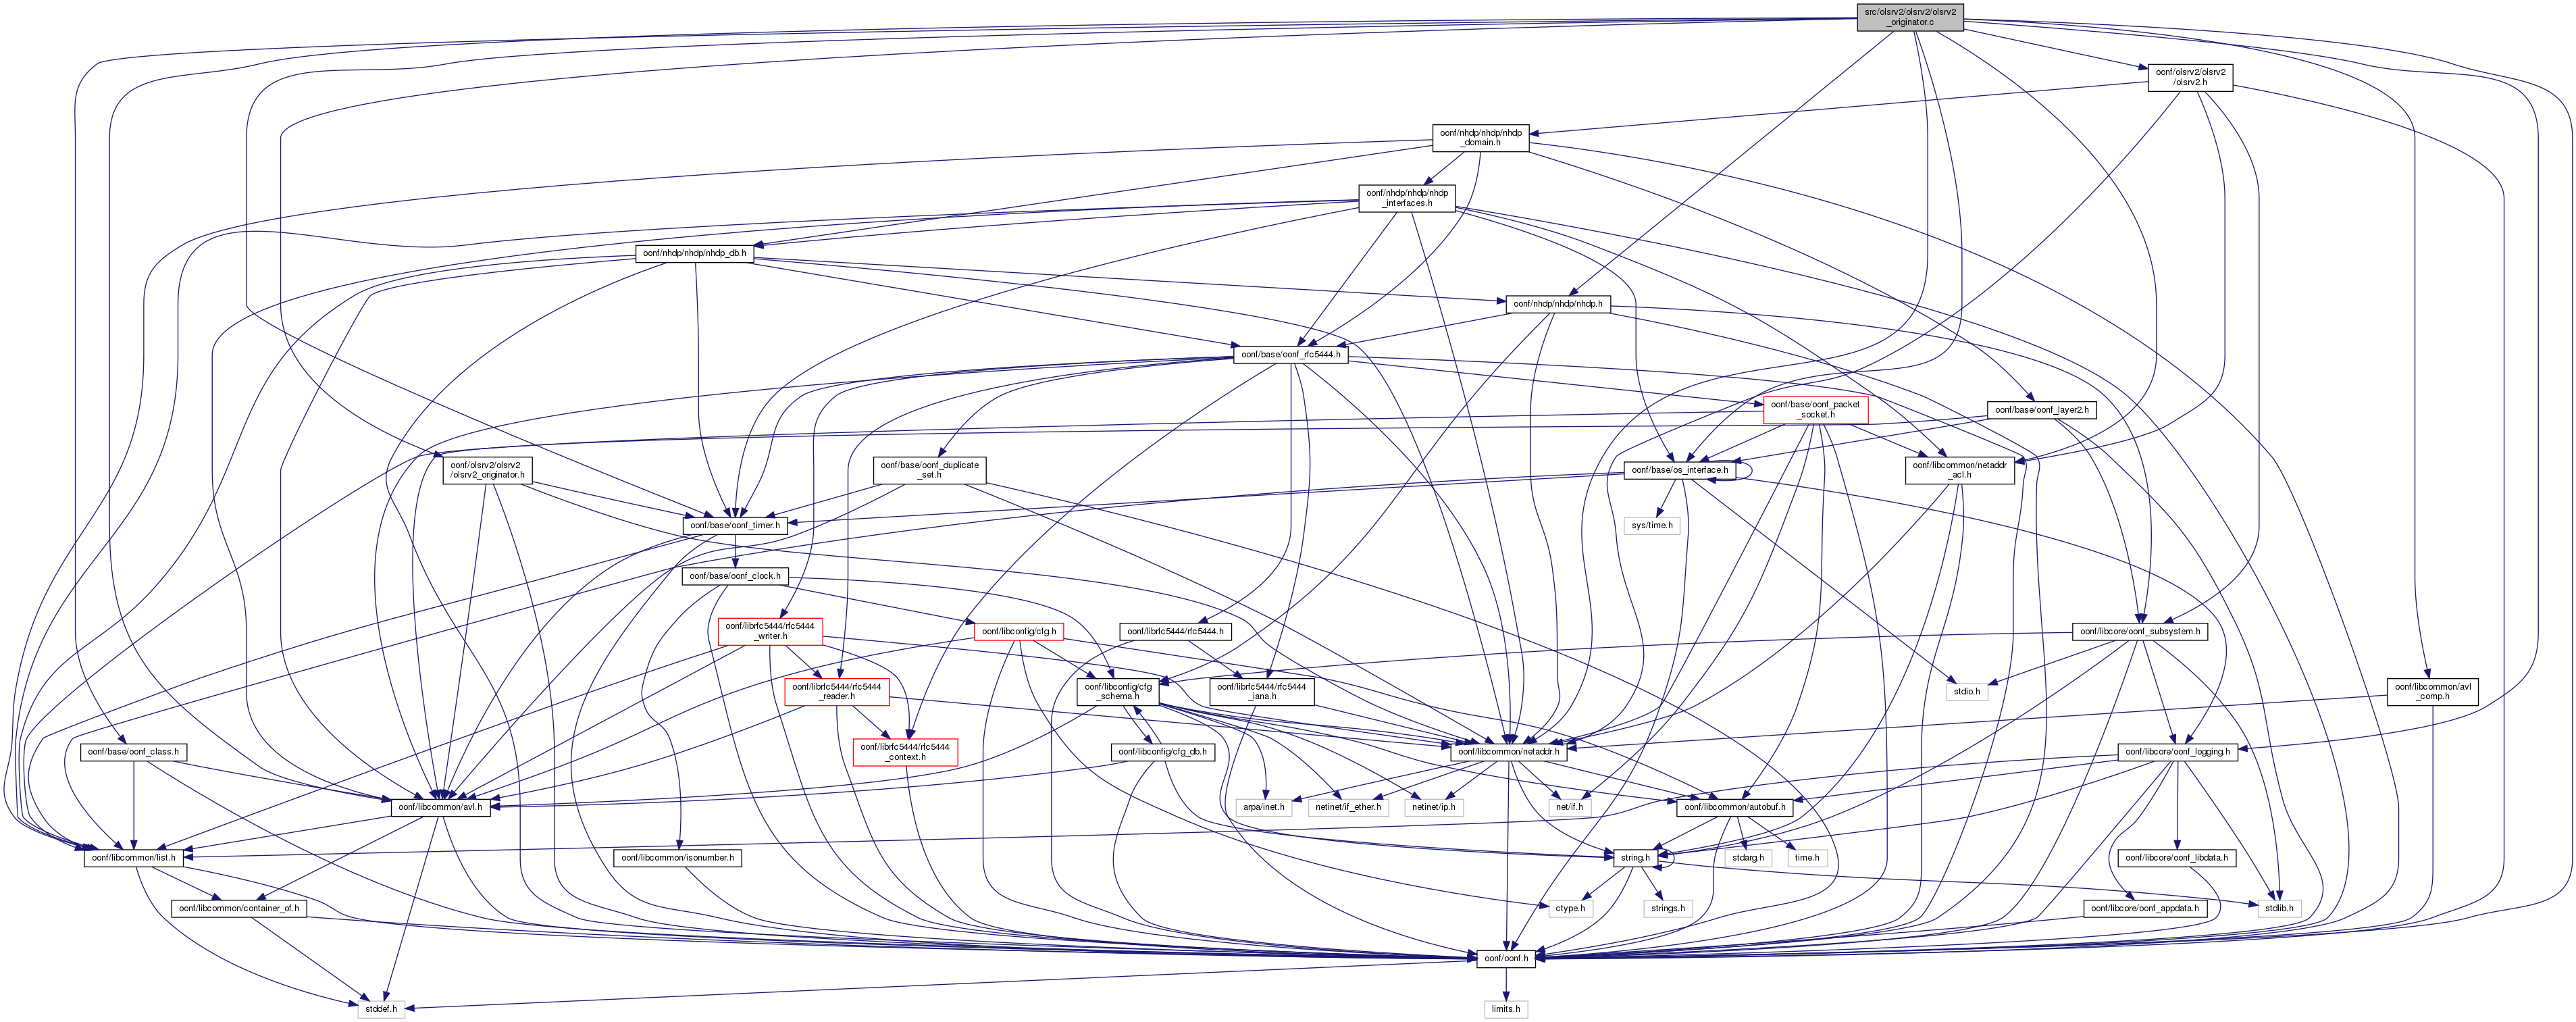 src/olsrv2/olsrv2/olsrv2
_originator.c
oonf/olsrv2/olsrv2
/olsrv2.h
oonf/nhdp/nhdp/nhdp
_domain.h
oonf/nhdp/nhdp/nhdp
_interfaces.h
oonf/nhdp/nhdp/nhdp_db.h
oonf/nhdp/nhdp/nhdp.h
oonf/base/oonf_rfc5444.h
oonf/base/oonf_packet
_socket.h
oonf/base/oonf_layer2.h
oonf/olsrv2/olsrv2
/olsrv2_originator.h
oonf/base/oonf_duplicate
_set.h
oonf/base/os_interface.h
oonf/libcommon/netaddr
_acl.h
oonf/base/oonf_timer.h
sys/time.h
oonf/base/oonf_clock.h
oonf/librfc5444/rfc5444
_writer.h
oonf/libconfig/cfg.h
oonf/librfc5444/rfc5444.h
oonf/libcore/oonf_subsystem.h
oonf/librfc5444/rfc5444
_reader.h
oonf/libconfig/cfg
_schema.h
oonf/librfc5444/rfc5444
_iana.h
stdio.h
oonf/libcommon/avl
_comp.h
oonf/base/oonf_class.h
oonf/librfc5444/rfc5444
_context.h
oonf/libconfig/cfg_db.h
oonf/libcommon/netaddr.h
oonf/libcore/oonf_logging.h
oonf/libcommon/avl.h
arpa/inet.h
netinet/if_ether.h
netinet/ip.h
net/if.h
oonf/libcommon/autobuf.h
oonf/libcommon/list.h
oonf/libcommon/isonumber.h
string.h
stdarg.h
time.h
oonf/libcore/oonf_libdata.h
oonf/libcommon/container_of.h
ctype.h
strings.h
oonf/libcore/oonf_appdata.h
stdlib.h
oonf/oonf.h
stddef.h
limits.h